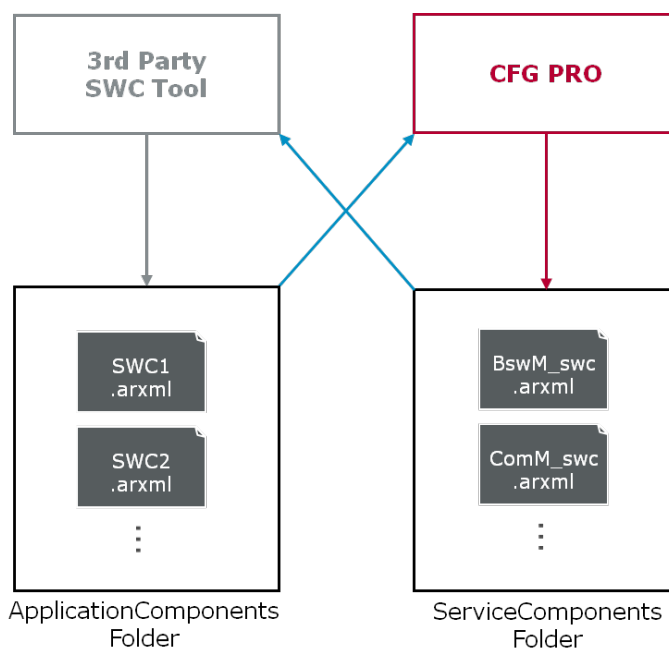 3rd Party
SWC Tool
CFG PRO
SWC1
.arxml
SWC2
.arxml
BswM_swc
.arxml
ComM_swc
.arxml
ApplicationComponents
Folder
ServiceComponents
Folder